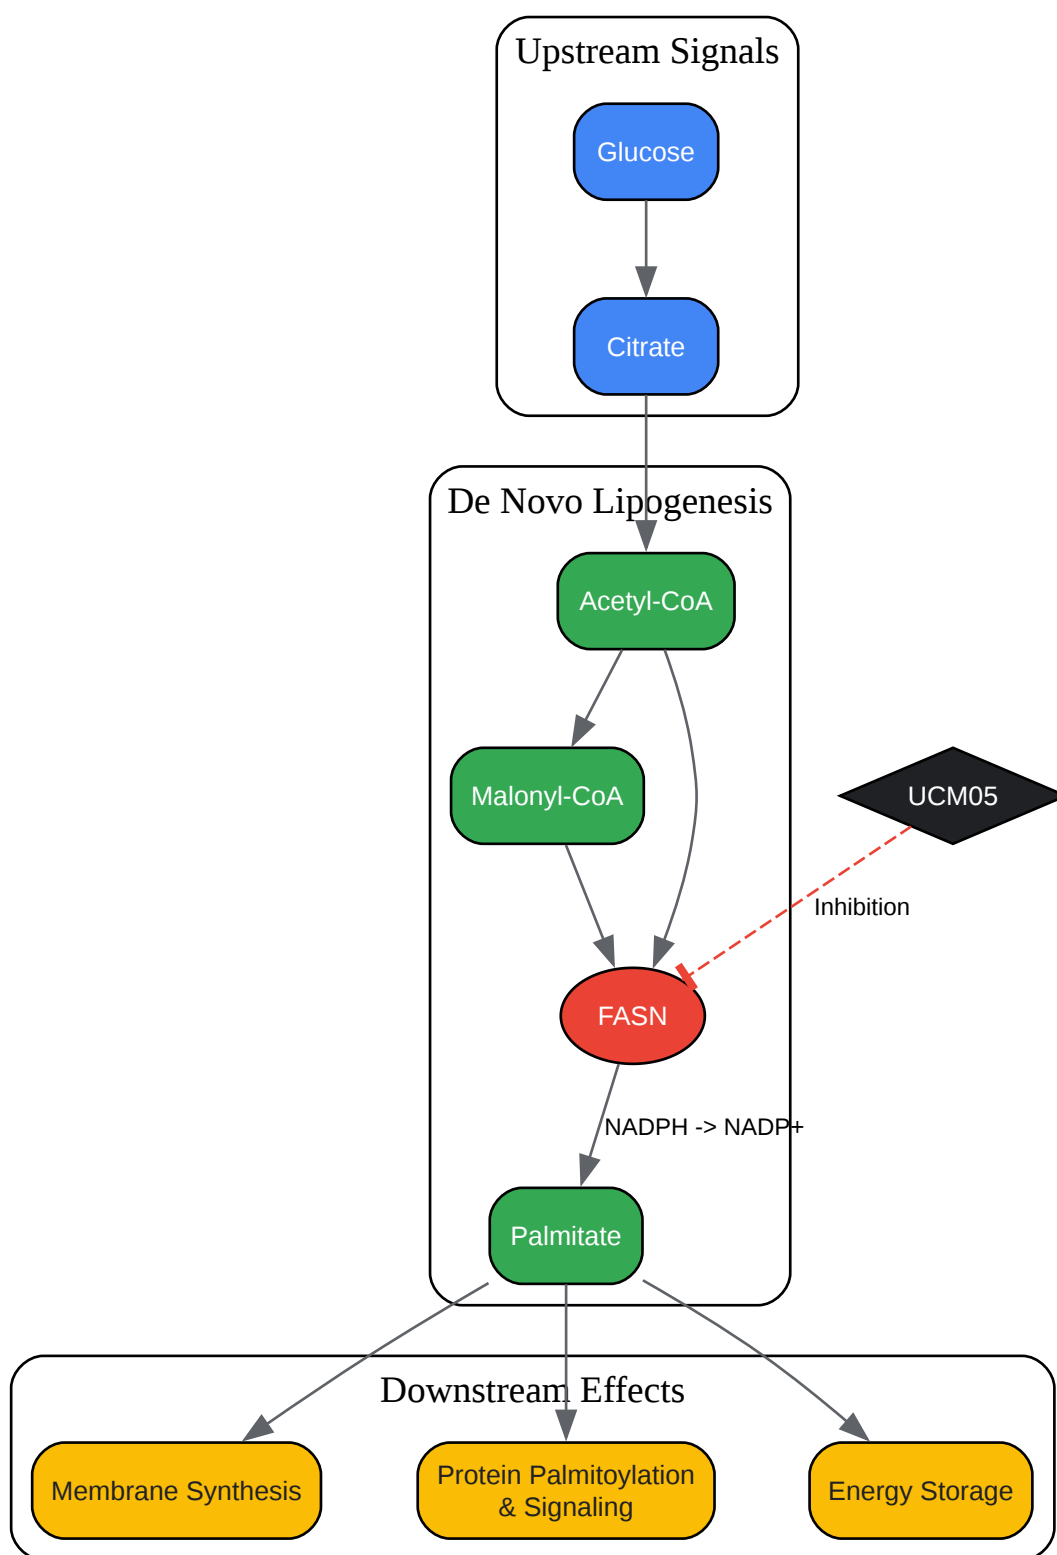 Upstream Signals
Glucose
Citrate
De Novo Lipogenesis
Acetyl-CoA
Malonyl-CoA
UCM05
Inhibition
FASN
NADPH -> NADP+
Palmitate
Downstream Effects
Membrane Synthesis
Protein Palmitoylation
& Signaling
Energy Storage